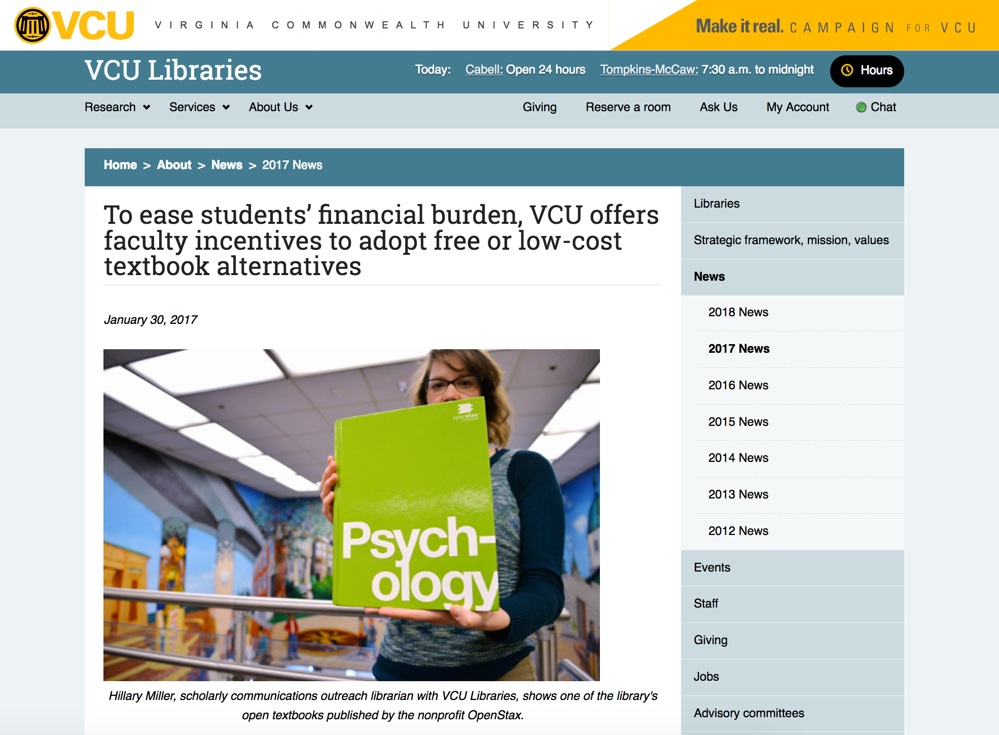 VCU
VIRGINIA COMMONWEALTH UNIVERSITY
Make it real. CAMPAIGN FOR VCU
VCU Libraries
Today: Cabell: Open 24 hours Tompkins-McCaw: 7:30 a.m. to midnight
Hours
Research Services About Us
Giving Reserve a room Ask Us My Account Chat
Home > About > News > 2017 News
To ease students’ financial burden, VCU offers
faculty incentives to adopt free or low-cost
textbook alternatives
January 30, 2017
openstax
COLLEGE
Psych-
ology
Hillary Miller, scholarly communications outreach librarian with VCU Libraries, shows one of the library's
open textbooks published by the nonprofit OpenStax.
Libraries
Strategic framework, mission, values
News
2018 News
2017 News
2016 News
2015 News
2014 News
2013 News
2012 News
Events
Staff
Giving
Jobs
Advisory committees